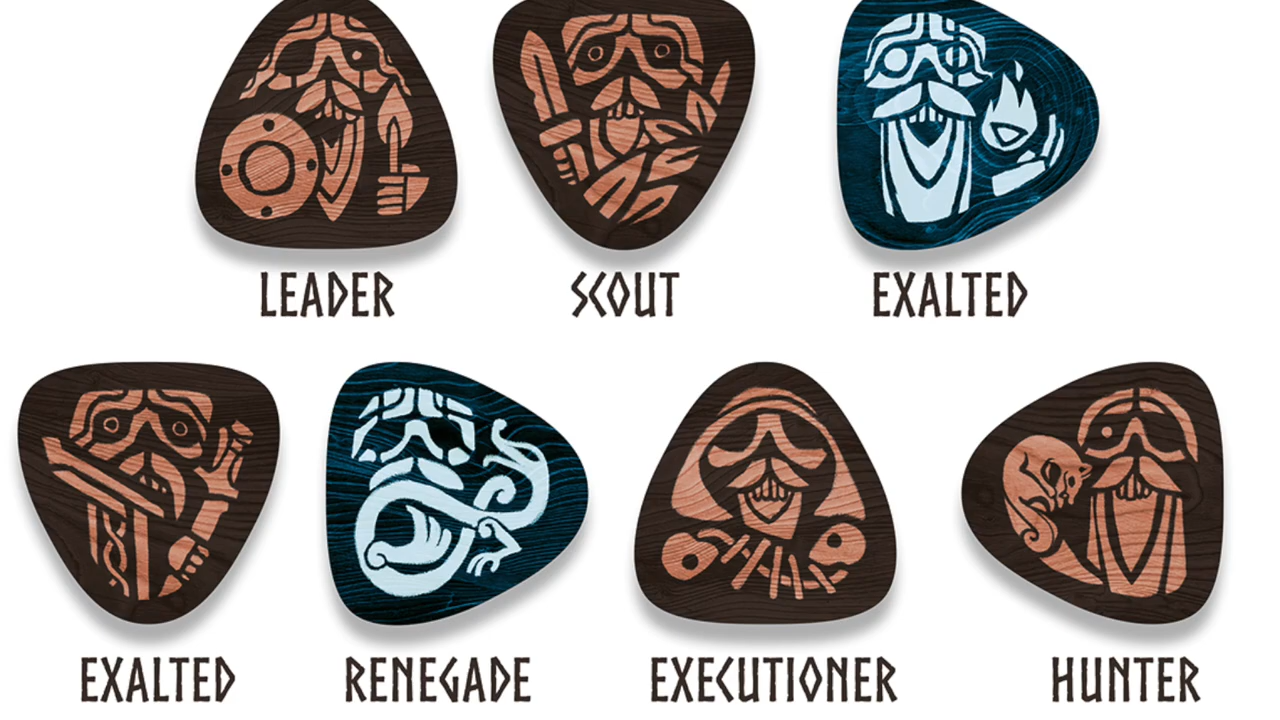 LEADER
SCOUT
EXALTED
EXALTED
RENEGADE
EXECUTIONER
HUNTER